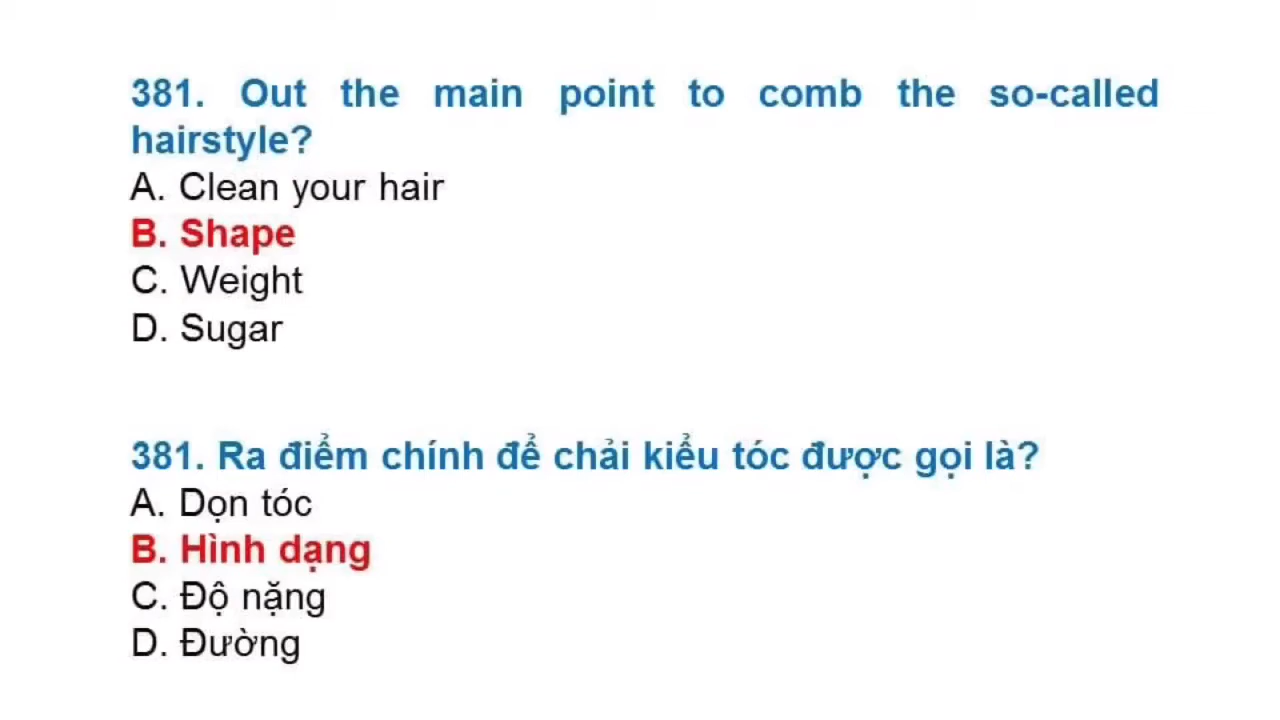 381. Out the main point to comb the so-called
hairstyle?
A. Clean your hair
B. Shape
C. Weight
D. Sugar
381. Ra điểm chính để chải kiểu tóc được gọi là?
A. Dọn tóc
B. Hình dạng
C. Độ nặng
D. Đường